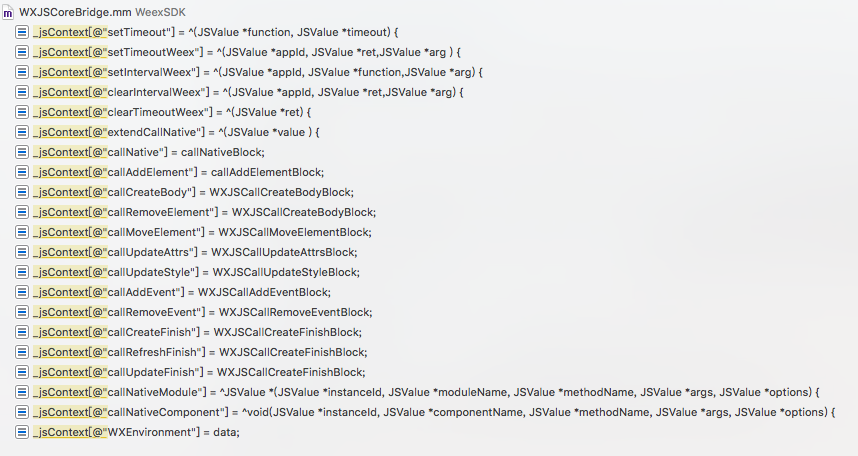 WXJSCoreBridge.mm WeexSDK
_jsContext[@"setTimeout"] = ^(JSValue *function, JSValue *timeout) {
_jsContext[@"setTimeoutWeex"] = ^(JSValue *appId, JSValue *ret,JSValue *arg ) {
_jsContext[@"setIntervalWeex"] = ^(JSValue *appId, JSValue *function,JSValue *arg) {
_jsContext[@"clearIntervalWeex"] = ^(JSValue *appId, JSValue *ret,JSValue *arg) {
_jsContext[@"clearTimeoutWeex"] = ^(JSValue *ret) {
_jsContext[@"extendCallNative"] = ^(JSValue *value ) {
_jsContext[@"callNative"] = callNativeBlock;
_jsContext[@"callAddElement"] = callAddElementBlock;
_jsContext[@"callCreateBody"] = WXJSCallCreateBodyBlock;
_jsContext[@"callRemoveElement"] = WXJSCallCreateBodyBlock;
_jsContext[@"callMoveElement"] = WXJSCallMoveElementBlock;
_jsContext[@"callUpdateAttrs"] = WXJSCallUpdateAttrsBlock;
_jsContext[@"callUpdateStyle"] = WXJSCallUpdateStyleBlock;
_jsContext[@"callAddEvent"] = WXJSCallAddEventBlock;
_jsContext[@"callRemoveEvent"] = WXJSCallRemoveEventBlock;
_jsContext[@"callCreateFinish"] = WXJSCallCreateFinishBlock;
_jsContext[@"callRefreshFinish"] = WXJSCallCreateFinishBlock;
_jsContext[@"callUpdateFinish"] = WXJSCallCreateFinishBlock;
_jsContext[@"callNativeModule"] = ^JSValue *(JSValue *instanceId, JSValue *moduleName, JSValue *methodName, JSValue *args, JSValue *options) {
_jsContext[@"callNativeComponent"] = ^void(JSValue *instanceId, JSValue *componentName, JSValue *methodName, JSValue *args, JSValue *options) {
_jsContext[@"WXEnvironment"] = data;